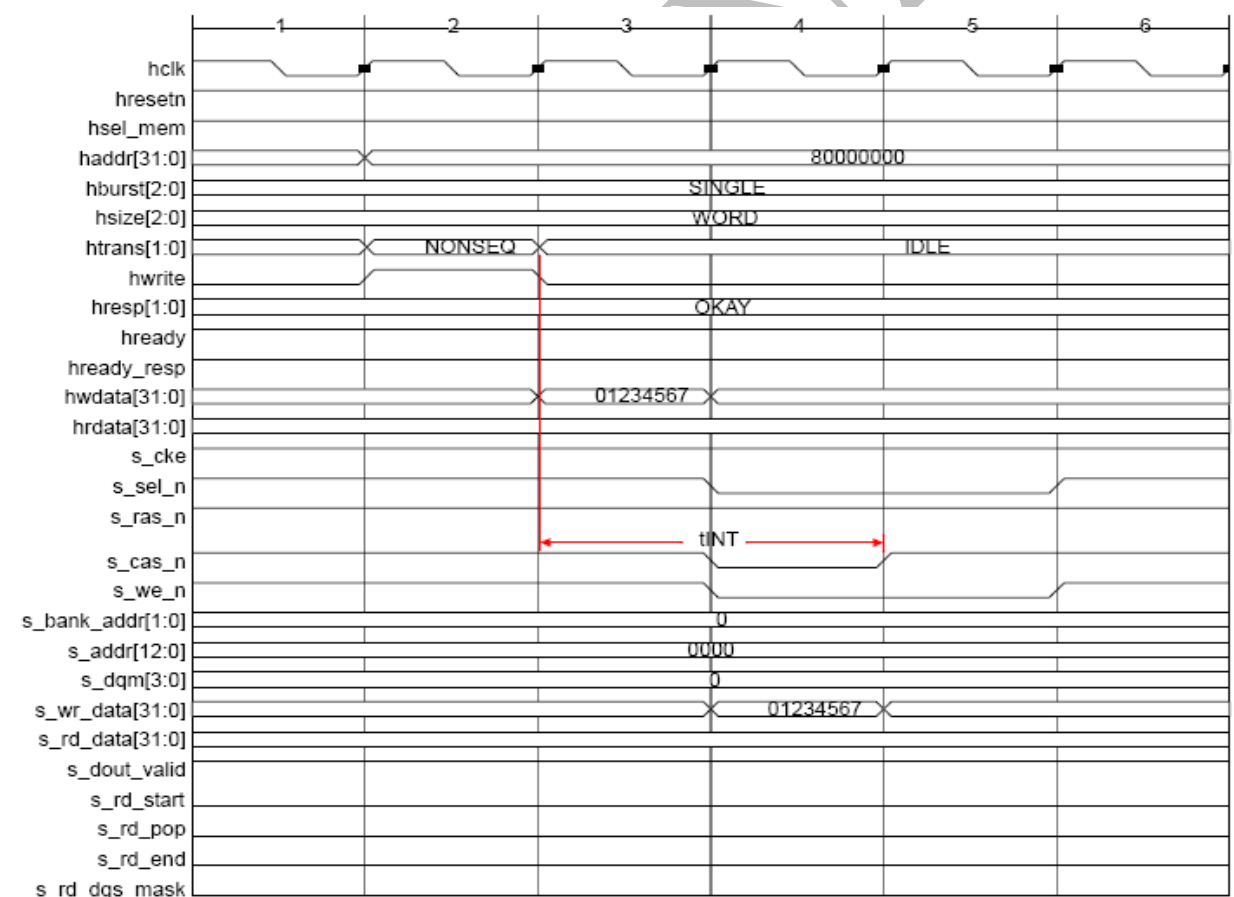 1 2 3 4 5 6
hclk
hresetn
hsel_mem
haddr[31:0] 80000000
hburst[2:0] SINGLE
hsize[2:0] WORD
htrans[1:0] NONSEQ IDLE
hwrite
hresp[1:0] OKAY
hready
hready_resp
hwdata[31:0] 01234567
hrdata[31:0]
s_cke
s_sel_n
s_ras_n
tINT
s_cas_n
s_we_n
s_bank_addr[1:0] 0
s_addr[12:0] 0000
s_dqm[3:0] 0
s_wr_data[31:0] 01234567
s_rd_data[31:0]
s_dout_valid
s_rd_start
s_rd_pop
s_rd_end
s_rd_dqs_mask